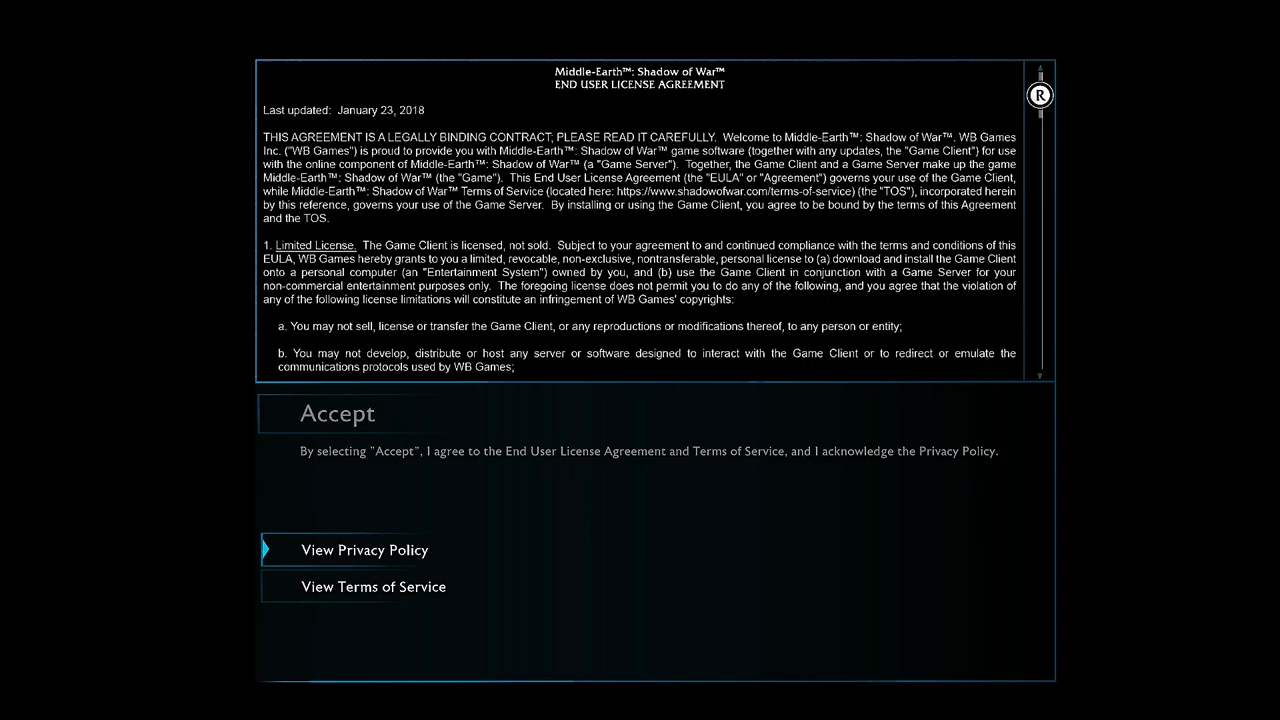 Middle-Earth™: Shadow of War™
END USER LICENSE AGREEMENT
Last updated: January 23, 2018
THIS AGREEMENT IS A LEGALLY BINDING CONTRACT; PLEASE READ IT CAREFULLY. Welcome to Middle-Earth™: Shadow of War™. WB Games
Inc. ("WB Games") is proud to provide you with Middle-Earth™: Shadow of War™ game software (together with any updates, the "Game Client") for use
with the online component of Middle-Earth™: Shadow of War™ (a "Game Server"). Together, the Game Client and a Game Server make up the game
Middle-Earth™: Shadow of War™ (the "Game"). This End User License Agreement (the "EULA" or "Agreement") governs your use of the Game Client,
while Middle-Earth™: Shadow of War™ Terms of Service (located here: https://www.shadowofwar.com/terms-of-service) (the "TOS"), incorporated herein
by this reference, governs your use of the Game Server. By installing or using the Game Client, you agree to be bound by the terms of this Agreement
and the TOS.
1. Limited License. The Game Client is licensed, not sold. Subject to your agreement to and continued compliance with the terms and conditions of this
EULA, WB Games hereby grants to you a limited, revocable, non-exclusive, nontransferable, personal license to (a) download and install the Game Client
onto a personal computer (an "Entertainment System") owned by you, and (b) use the Game Client in conjunction with a Game Server for your
non-commercial entertainment purposes only. The foregoing license does not permit you to do any of the following, and you agree that the violation of
any of the following license limitations will constitute an infringement of WB Games' copyrights:
a. You may not sell, license or transfer the Game Client, or any reproductions or modifications thereof, to any person or entity;
b. You may not develop, distribute or host any server or software designed to interact with the Game Client or to redirect or emulate the
communications protocols used by WB Games;
R
Accept
By selecting "Accept", I agree to the End User License Agreement and Terms of Service, and I acknowledge the Privacy Policy.
View Privacy Policy
View Terms of Service